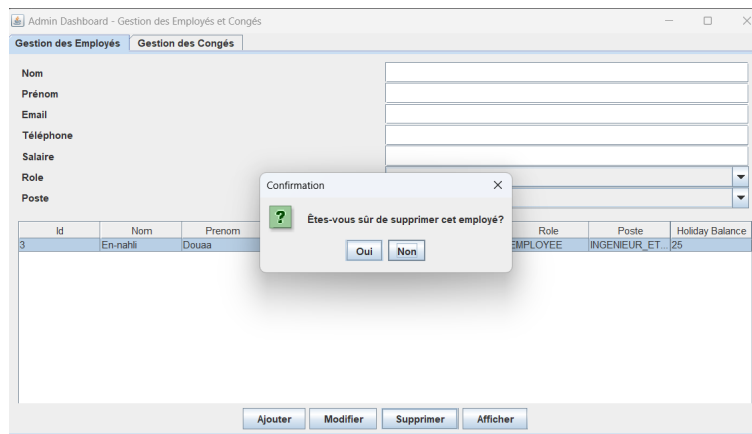 Admin Dashboard - Gestion des Employés et Congés
Gestion des Employés Gestion des Congés
Nom
Prénom
Email
Téléphone
Salaire
Role
Poste
Confirmation
Êtes-vous sûr de supprimer cet employé?
Oui Non
Id Nom Prenom Role Poste Holiday Balance
3 En-nahli Douaa EMPLOYEE INGENIEUR_ET... 25
Ajouter Modifier Supprimer Afficher